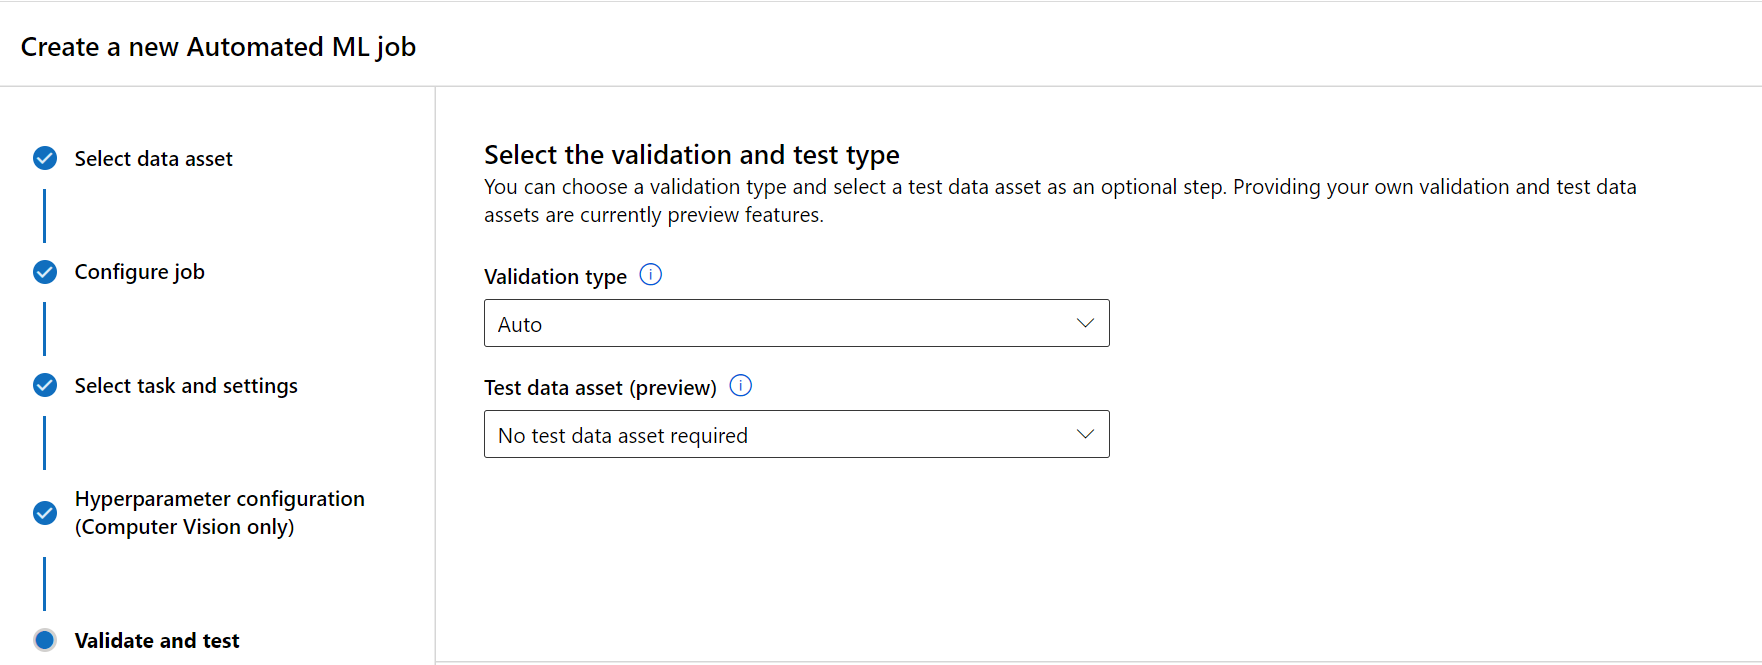 Create a new Automated ML job
Select data asset
Configure job
Select task and settings
Hyperparameter configuration
(Computer Vision only)
Validate and test
Select the validation and test type
You can choose a validation type and select a test data asset as an optional step. Providing your own validation and test data
assets are currently preview features.
Validation type
Auto
Test data asset (preview)
No test data asset required